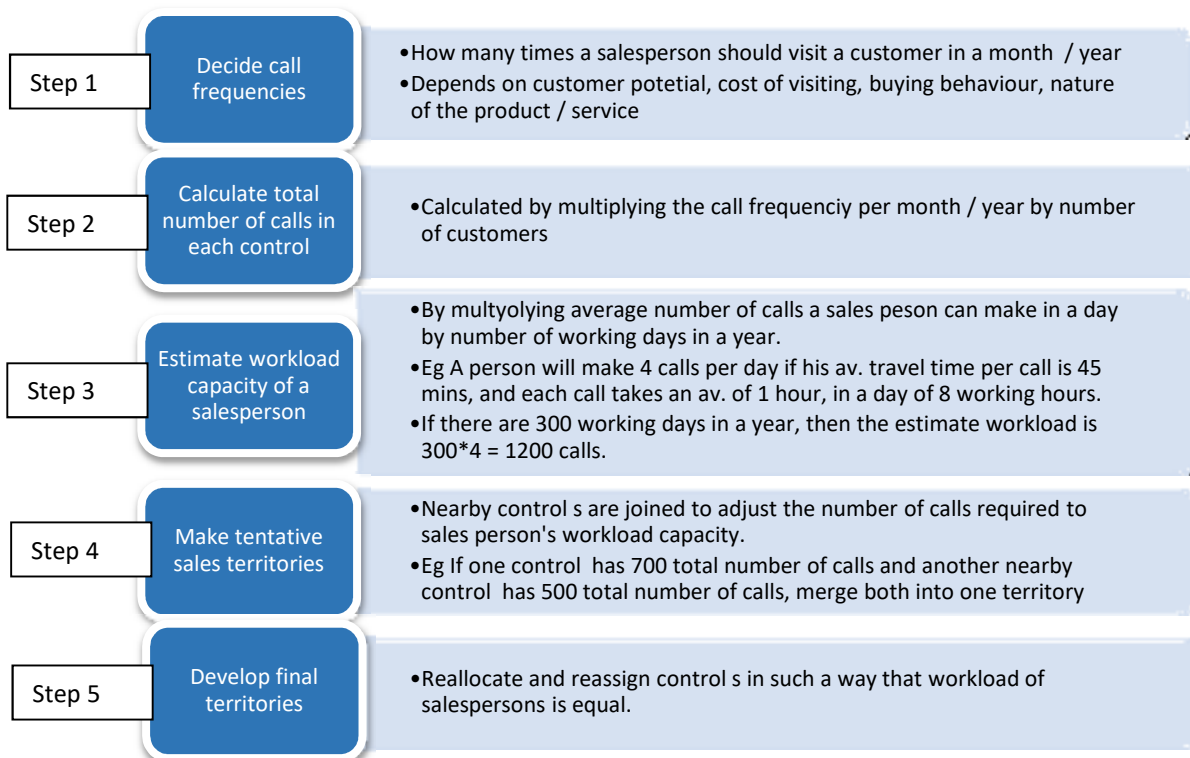 Step 1
Decide call
frequencies
•How many times a salesperson should visit a customer in a month / year
•Depends on customer potetial, cost of visiting, buying behaviour, nature
of the product / service
Step 2
Calculate total
number of calls in
each control
•Calculated by multiplying the call frequenciy per month / year by number
of customers
Step 3
Estimate workload
capacity of a
salesperson
•By multyolying average number of calls a sales peson can make in a day
by number of working days in a year.
•Eg A person will make 4 calls per day if his av. travel time per call is 45
mins, and each call takes an av. of 1 hour, in a day of 8 working hours.
•If there are 300 working days in a year, then the estimate workload is
300*4 = 1200 calls.
Step 4
Make tentative
sales territories
•Nearby control s are joined to adjust the number of calls required to
sales person's workload capacity.
•Eg If one control has 700 total number of calls and another nearby
control has 500 total number of calls, merge both into one territory
Step 5
Develop final
territories
•Reallocate and reassign control s in such a way that workload of
salespersons is equal.